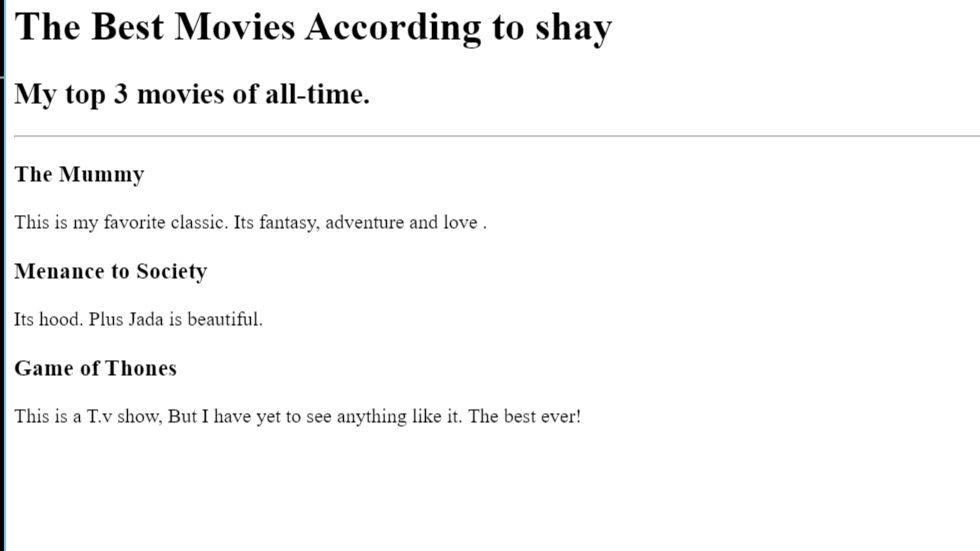 The Best Movies According to shay
My top 3 movies of all-time.
The Mummy
This is my favorite classic. Its fantasy, adventure and love .
Menance to Society
Its hood. Plus Jada is beautiful.
Game of Thones
This is a T.v show, But I have yet to see anything like it. The best ever!